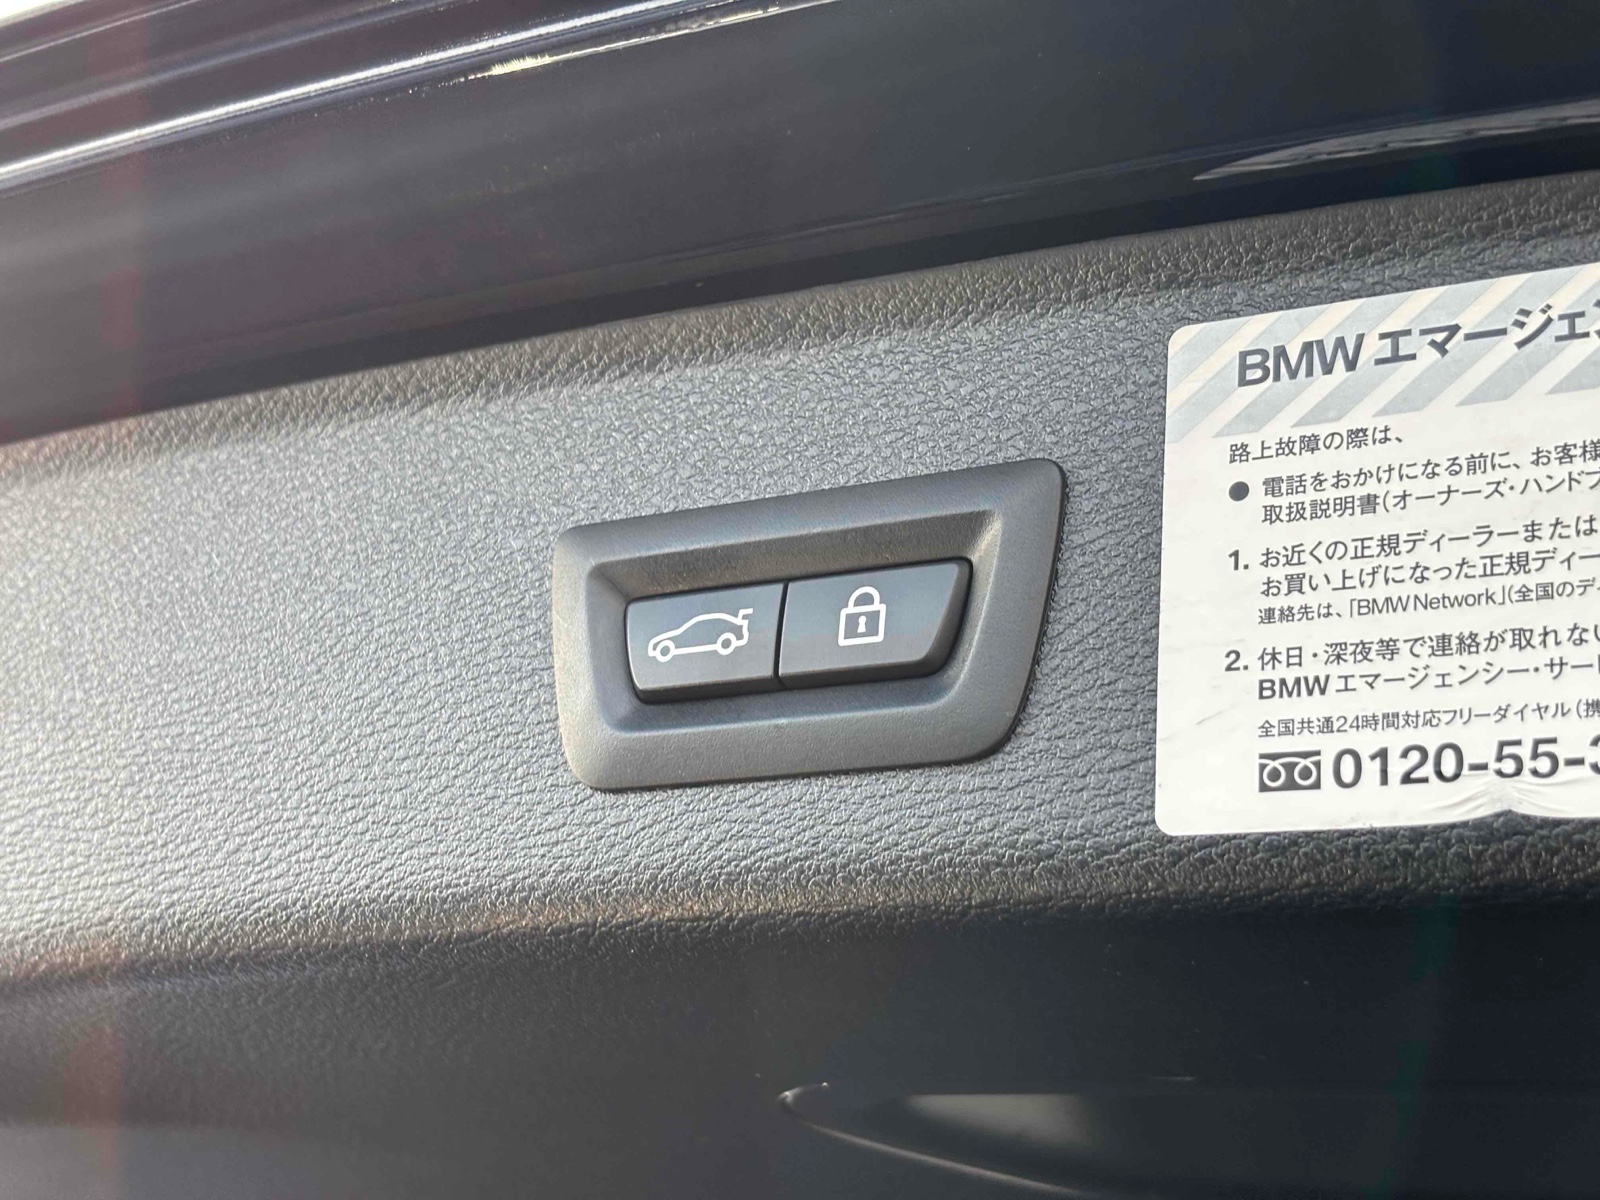 BMW エマージェン
路上故障の際は、
● 電話をおかけになる前に、お客様
取扱説明書(オーナーズ・ハンドブ
1. お近くの正規ディーラーまたは
お買い上げになった正規ディー
連絡先は、「BMW Network」(全国のデ
2. 休日・深夜等で連絡が取れない
BMW エマージェンシー・サー
全国共通24時間対応フリーダイヤル(携
0120-55-3